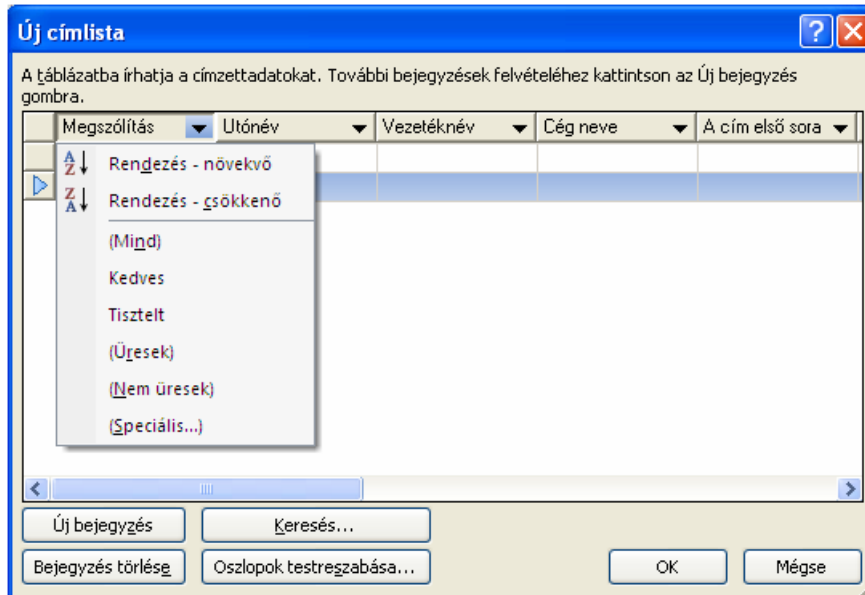 Új címlista
A táblázatba írhatja a címzettadatokat. További bejegyzések felvételéhez kattintson az Új bejegyzés
gombra.
Megszólítás Utónév Vezetéknév Cég neve A cím első sora
Rendezés - növekvő
Rendezés - csökkenő
(Mind)
Kedves
Tisztelt
(Üresek)
(Nem üresek)
(Speciális...)
Új bejegyzés Keresés...
Bejegyzés törlése Oszlopok testreszabása... OK Mégse